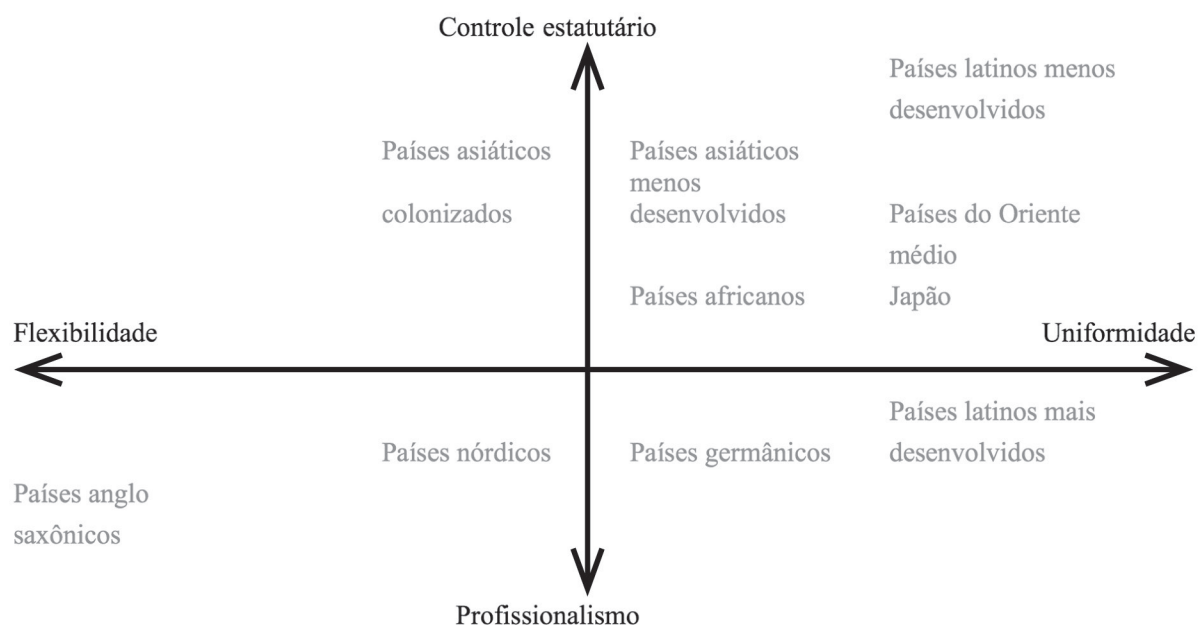 Controle estatutário
Países latinos menos
desenvolvidos
Países asiáticos
colonizados
Países asiáticos
menos
desenvolvidos
Países do Oriente
médio
Países africanos
Japão
Flexibilidade
Uniformidade
Países latinos mais
desenvolvidos
Países nórdicos
Países germânicos
Países anglo
saxônicos
Profissionalismo